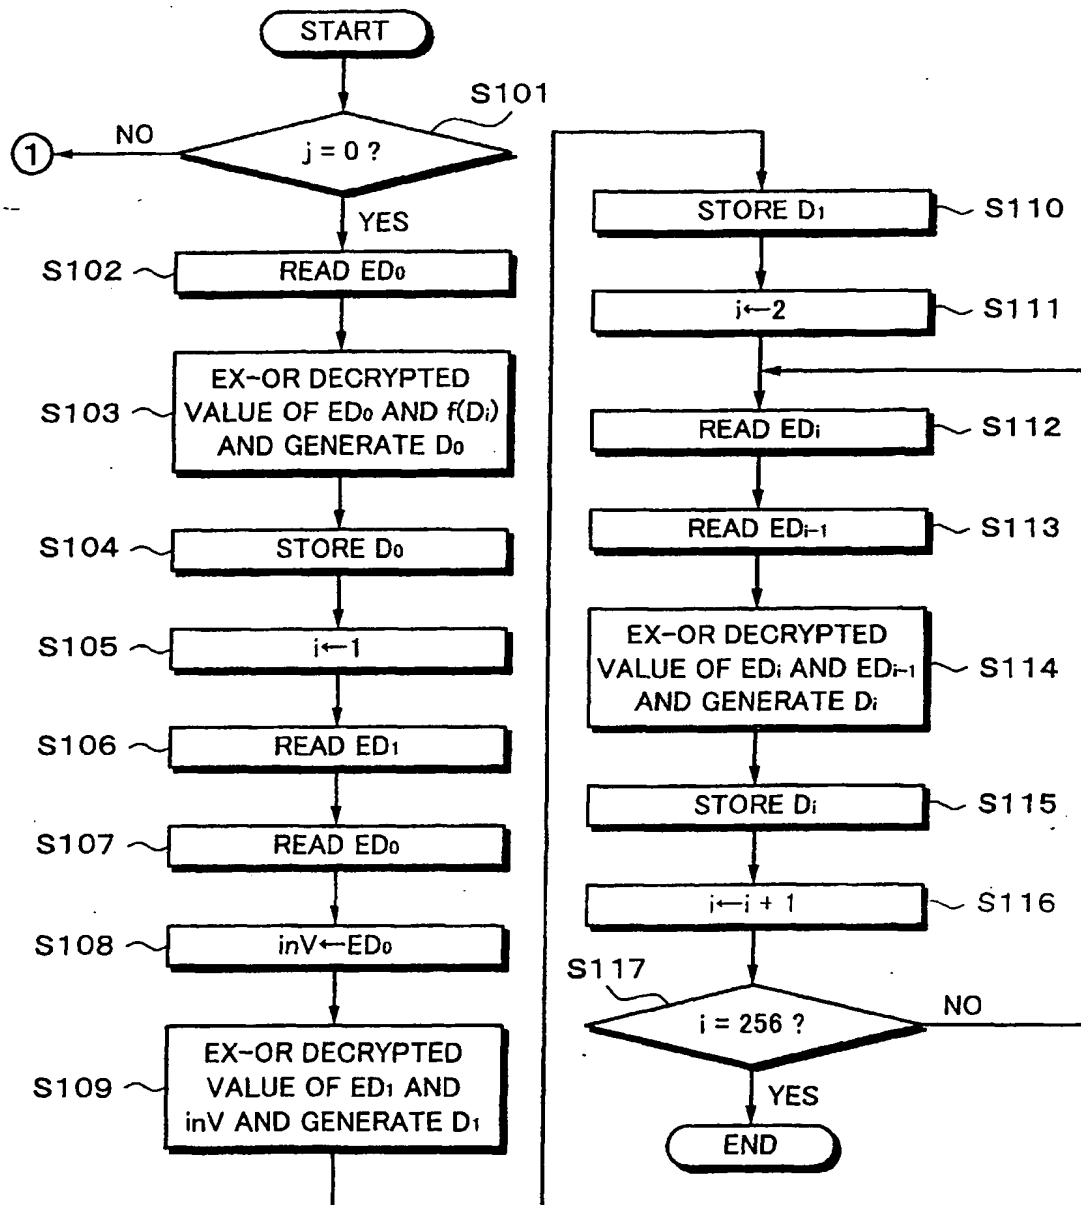 START
S101
NO
1
j = 0 ?
YES
S102
READ ED0
S103
EX-OR DECRYPTED
VALUE OF ED0 AND f(Di)
AND GENERATE D0
S104
STORE D0
S105
i←1
S106
READ ED1
S107
READ ED0
S108
inV←ED0
S109
EX-OR DECRYPTED
VALUE OF ED1 AND
inV AND GENERATE D1
STORE D1
S110
i←2
S111
READ EDi
S112
READ EDi-1
S113
EX-OR DECRYPTED
VALUE OF EDi AND EDi-1
AND GENERATE Di
S114
STORE Di
S115
i←i + 1
S116
S117
i = 256 ?
NO
YES
END